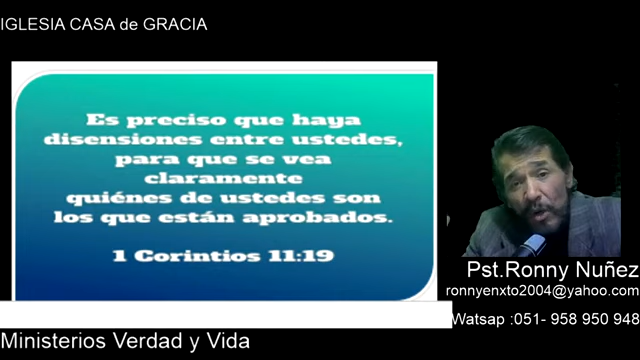 IGLESIA CASA de GRACIA
Es preciso que haya
disensiones entre ustedes,
para que se vea
claramente
quiénes de ustedes son
los que están aprobados.
1 Corintios 11:19
Pst.Ronny Nuñez
ronnyenxto2004@yahoo.com
Watsap :051- 958 950 948
Ministerios Verdad y Vida